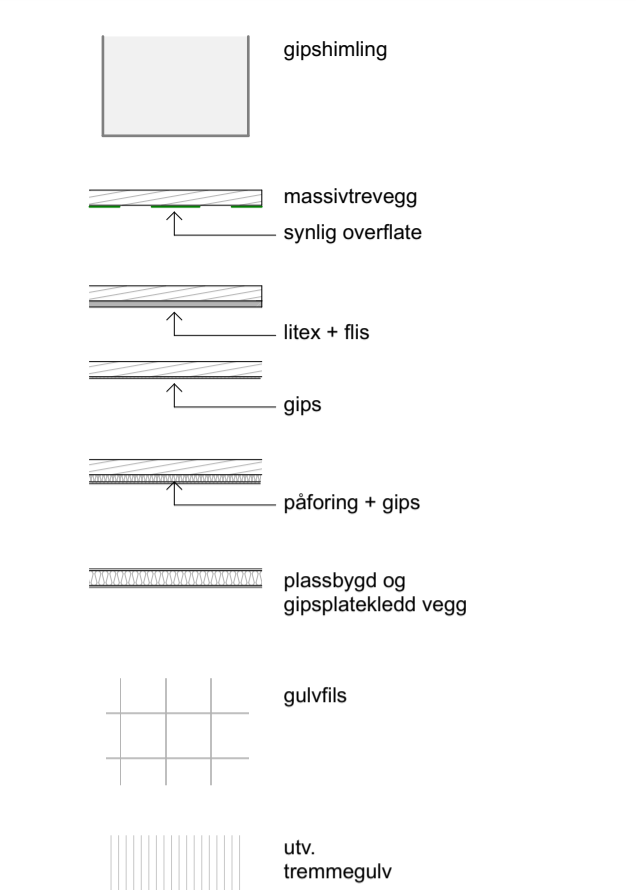 gipshimling
massivtrevegg
synlig overflate
litex + flis
gips
påforing + gips
plassbygd og
gipsplatekledd vegg
gulvfils
utv.
tremmegulv